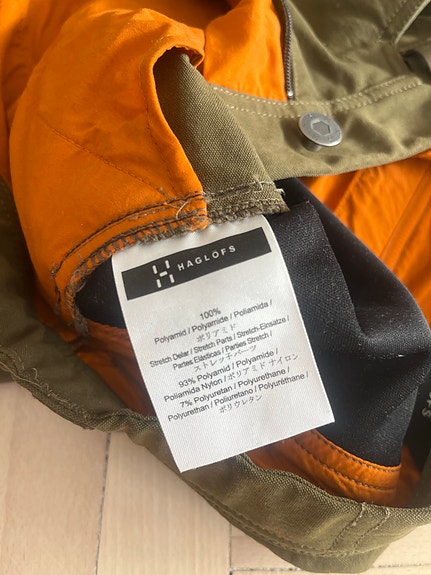 HAGLOFS
100%
Polyamid / Polyamide / Poliamida /
ポリアミド
Stretch Delar / Stretch Parts / Stretch-Einsätze /
Partes Elásticas / Parties Stretch /
ストレッチパーツ
93% Polyamid / Polyamide /
Poliamida Nylon / ポリアミド ナイロン
7% Polyuretan / Polyurethane /
Polyurethan / Poliuretano / Polyuréthane /
ポリウレタン